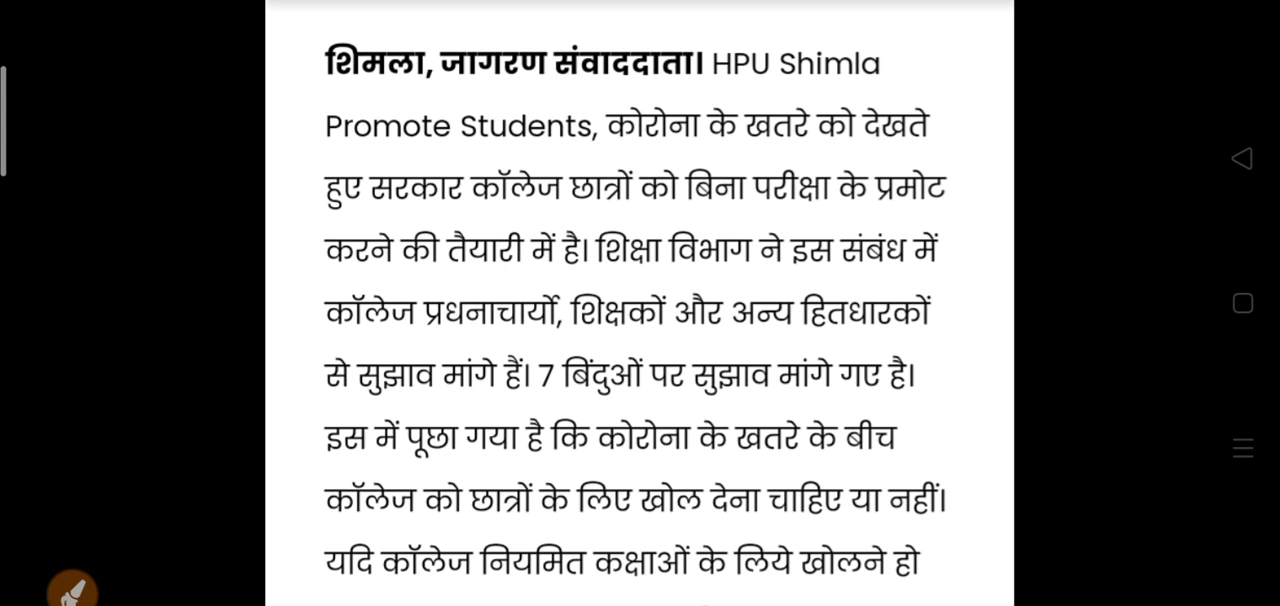 शिमला, जागरण संवाददाता। HPU Shimla
Promote Students, कोरोना के खतरे को देखते
हुए सरकार कॉलेज छात्रों को बिना परीक्षा के प्रमोट
करने की तैयारी में है। शिक्षा विभाग ने इस संबंध में
कॉलेज प्रधनाचार्यो, शिक्षकों और अन्य हितधारकों
से सुझाव मांगे हैं। 7 बिंदुओं पर सुझाव मांगे गए है।
इस में पूछा गया है कि कोरोना के खतरे के बीच
कॉलेज को छात्रों के लिए खोल देना चाहिए या नहीं।
यदि कॉलेज नियमित कक्षाओं के लिये खोलने हो